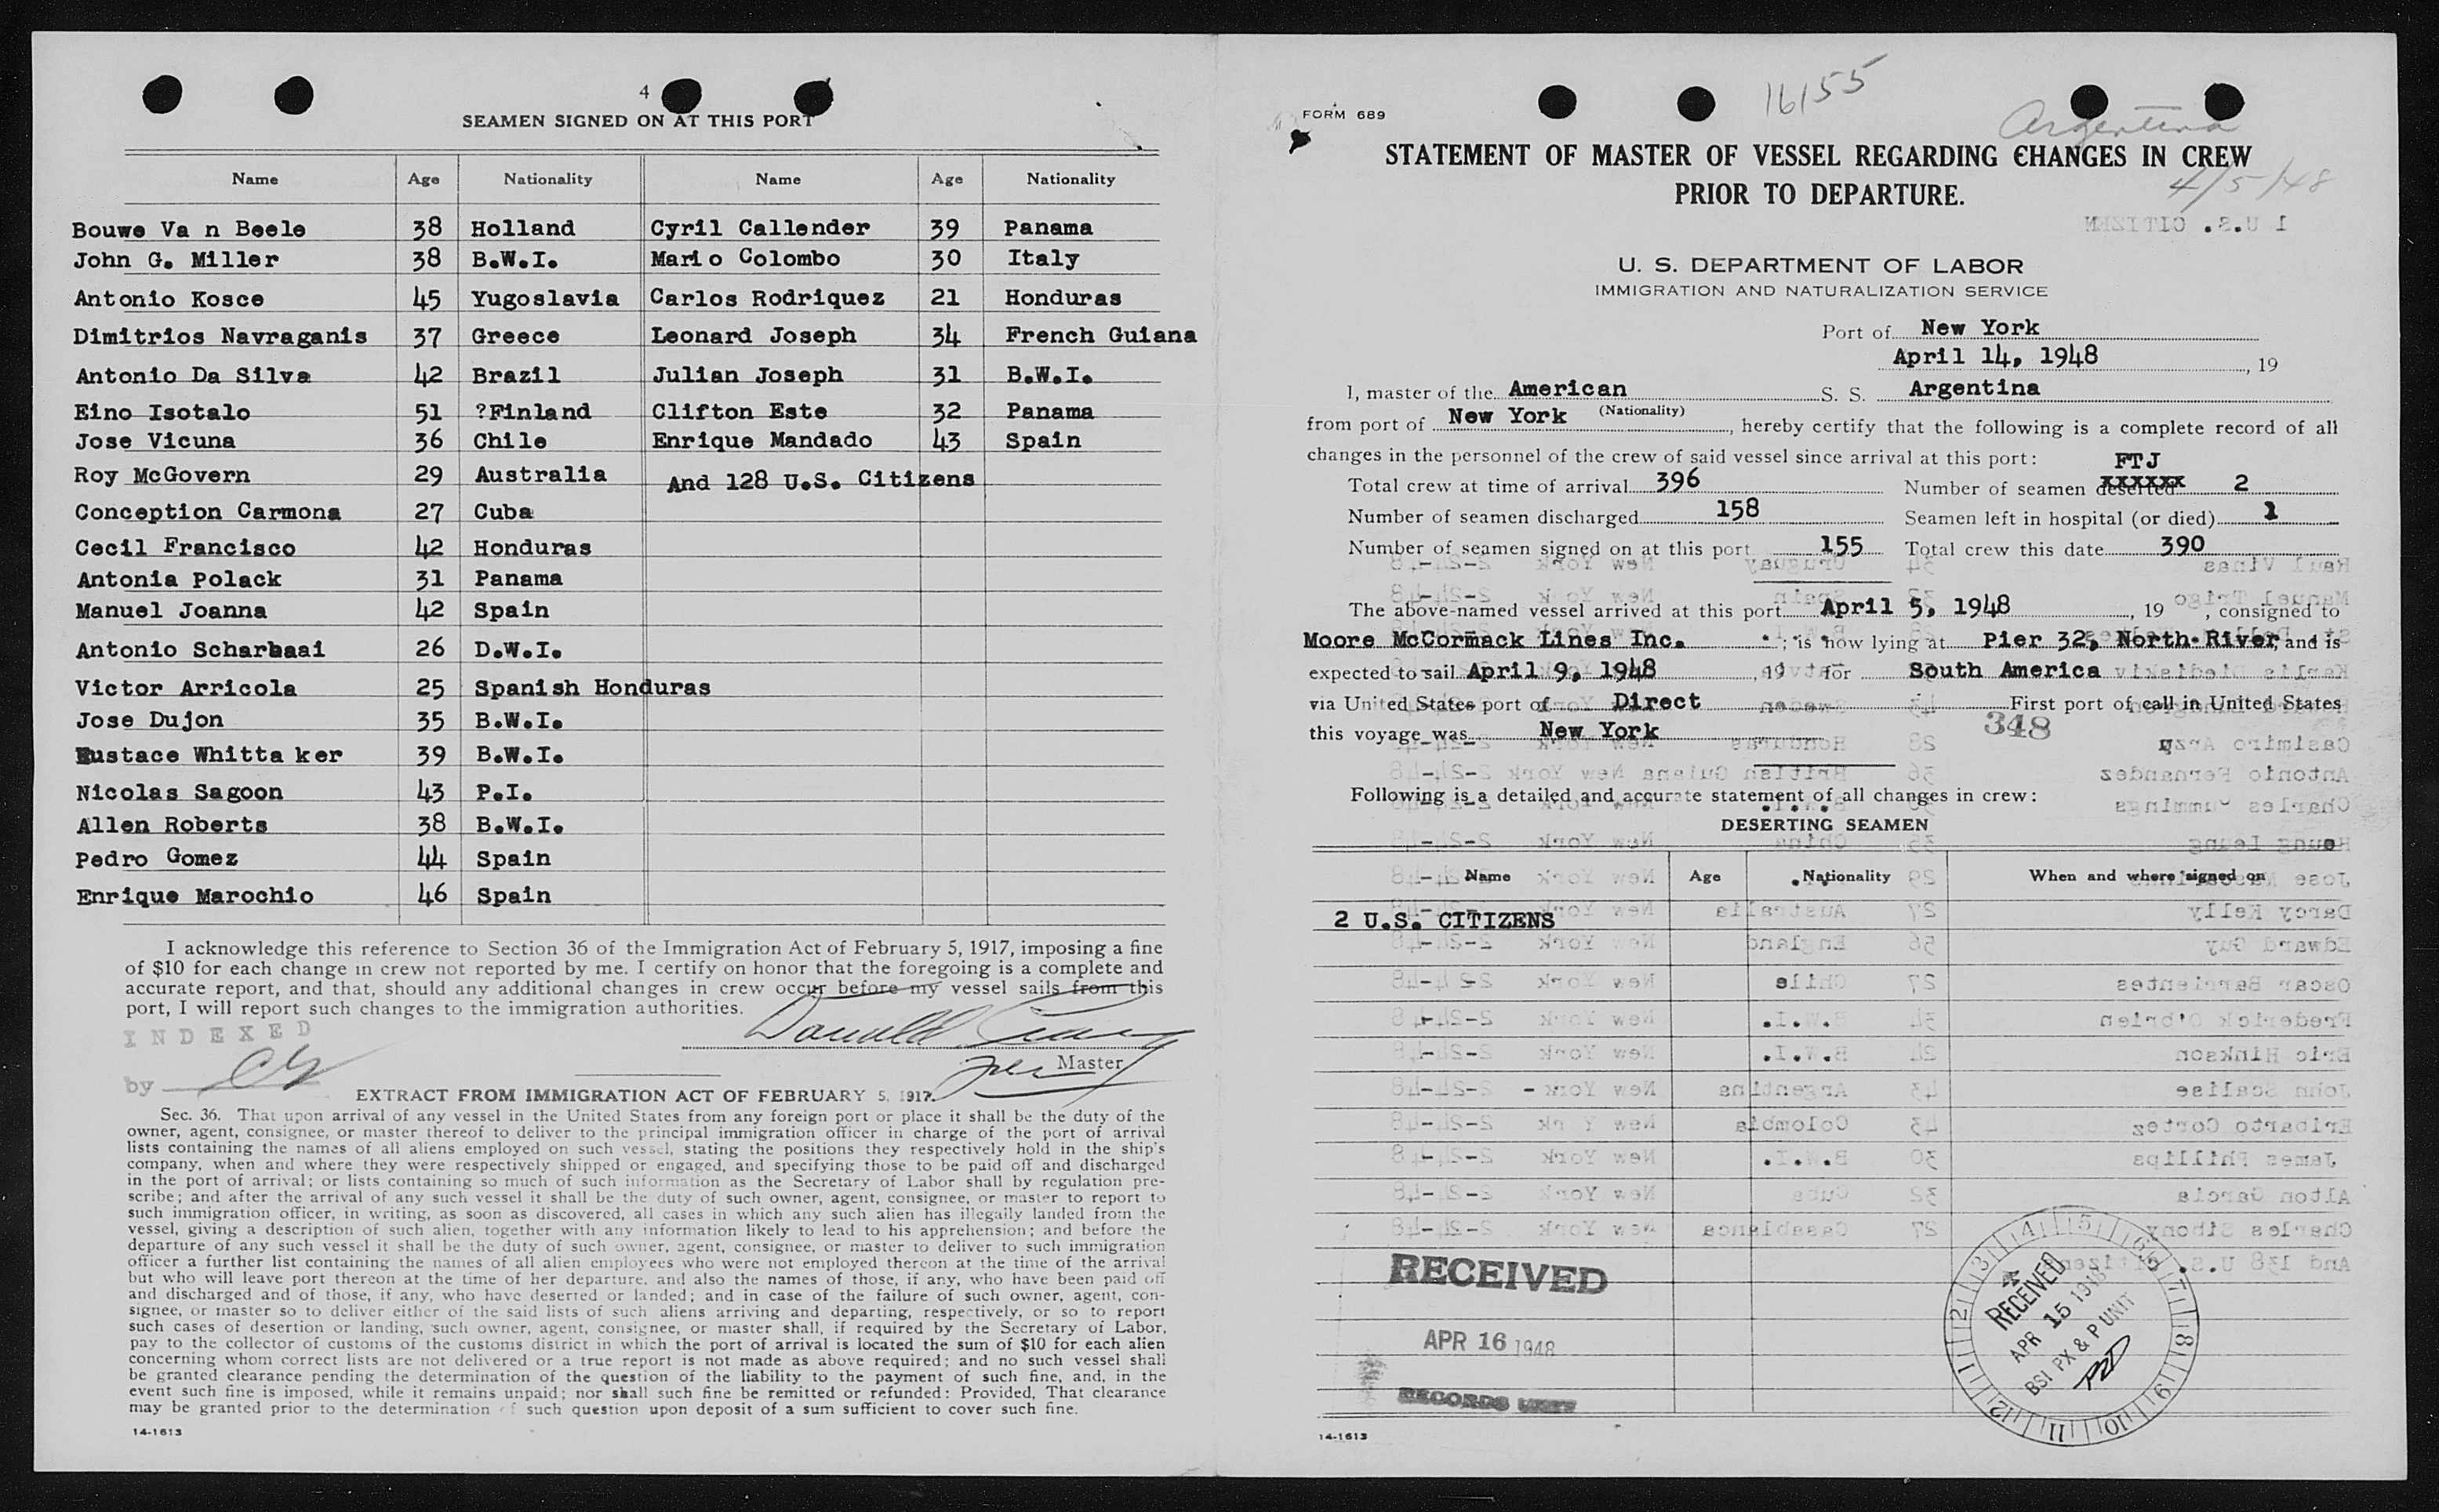 4
SEAMEN SIGNED ON AT THIS PORT
Name Age Nationality Name Age Nationality
Bouwe Va n Beele 38 Holland Cyril Callender 39 Panama
John G. Miller 38 B.W.I. Mario Colombo 30 Italy
Antonio Kosce 45 Yugoslavia Carlos Rodriquez 21 Honduras
Dimitrios Navraganis 37 Greece Leonard Joseph 34 French Guiana
Antonio Da Silva 42 Brazil Julian Joseph 31 B.W.I.
Eino Isotalo 51 ?Finland Clifton Este 32 Panama
Jose Vicuna 36 Chile Enrique Mandado 43 Spain
Roy McGovern 29 Australia And 128 U.S. Citizens
Conception Carmona 27 Cuba
Cecil Francisco 42 Honduras
Antonia Polack 31 Panama
Manuel Joanna 42 Spain
Antonio Scharbaai 26 D.W.I.
Victor Arricola 25 Spanish Honduras
Jose Dujon 35 B.W.I.
Eustace Whitta ker 39 B.W.I.
Nicolas Sagoon 43 P.I.
Allen Roberts 38 B.W.I.
Pedro Gomez 44 Spain
Enrique Marochio 46 Spain
I acknowledge this reference to Section 36 of the Immigration Act of February 5, 1917, imposing a fine
of $10 for each change in crew not reported by me. I certify on honor that the foregoing is a complete and
accurate report, and that, should any additional changes in crew occur before my vessel sails from this
port, I will report such changes to the immigration authorities.
INDEXED
by
Donald
Master
EXTRACT FROM IMMIGRATION ACT OF FEBRUARY 5, 1917.
Sec. 36. That upon arrival of any vessel in the United States from any foreign port or place it shall be the duty of the
owner, agent, consignee, or master thereof to deliver to the principal immigration officer in charge of the port of arrival
lists containing the names of all aliens employed on such vessel, stating the positions they respectively hold in the ship's
company, when and where they were respectively shipped or engaged, and specifying those to be paid off and discharged
in the port of arrival; or lists containing so much of such information as the Secretary of Labor shall by regulation pre-
scribe; and after the arrival of any such vessel it shall be the duty of such owner, agent, consignee, or master to report to
such immigration officer, in writing, as soon as discovered, all cases in which any such alien has illegally landed from the
vessel, giving a description of such alien, together with any information likely to lead to his apprehension; and before the
departure of any such vessel it shall be the duty of such owner, agent, consignee, or master to deliver to such immigration
officer a further list containing the names of all alien employees who were not employed thereon at the time of the arrival
but who will leave port thereon at the time of her departure, and also the names of those, if any, who have been paid off
and discharged and of those, if any, who have deserted or landed; and in case of the failure of such owner, agent, con-
signee, or master so to deliver either of the said lists of such aliens arriving and departing, respectively, or so to report
such cases of desertion or landing, such owner, agent, consignee, or master shall, if required by the Secretary of Labor,
pay to the collector of customs of the customs district in which the port of arrival is located the sum of $10 for each alien
concerning whom correct lists are not delivered or a true report is not made as above required; and no such vessel shall
be granted clearance pending the determination of the question of the liability to the payment of such fine, and, in the
event such fine is imposed, while it remains unpaid; nor shall such fine be remitted or refunded: Provided, That clearance
may be granted prior to the determination of such question upon deposit of a sum sufficient to cover such fine.
14-1613
16155
FORM 689
Argentina
STATEMENT OF MASTER OF VESSEL REGARDING CHANGES IN CREW
PRIOR TO DEPARTURE.
4/5/48
U. S. DEPARTMENT OF LABOR
IMMIGRATION AND NATURALIZATION SERVICE
Port of New York
April 14, 1948, 19
I, master of the American S. S. Argentina
(Nationality)
from port of New York, hereby certify that the following is a complete record of all
changes in the personnel of the crew of said vessel since arrival at this port:
FTJ
Total crew at time of arrival 396 Number of seamen deserted 2
Number of seamen discharged 158 Seamen left in hospital (or died) 1
Number of seamen signed on at this port 155 Total crew this date 390
The above-named vessel arrived at this port April 5, 1948, 19 , consigned to
Moore McCormack Lines Inc. ; is now lying at Pier 32, North River, and is
expected to sail April 9, 1948, 19 for South America
via United States port of Direct First port of call in United States
this voyage was New York 348
Following is a detailed and accurate statement of all changes in crew:
DESERTING SEAMEN
Name Age Nationality When and where signed on
2 U.S. CITIZENS
RECEIVED
APR 16 1948
RECORDS UNIT
RECEIVED
APR 15 1948
BSI PX & P UNIT
1 2 3 4 5 6 7 8 9 10 11 12
14-1613